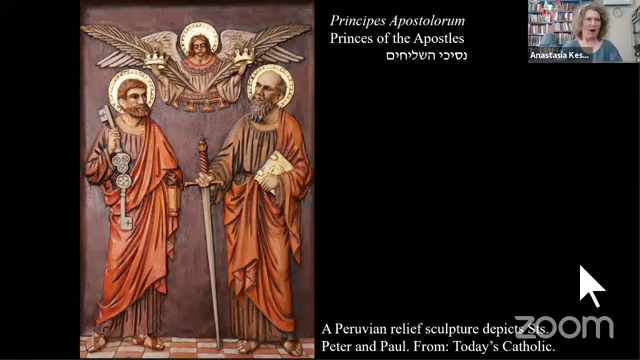 Principes Apostolorum
Princes of the Apostles
נסיכי השליחים
Anastasia Kes...
A Peruvian relief sculpture depicts Sts.
Peter and Paul. From: Today's Catholic.
zoom